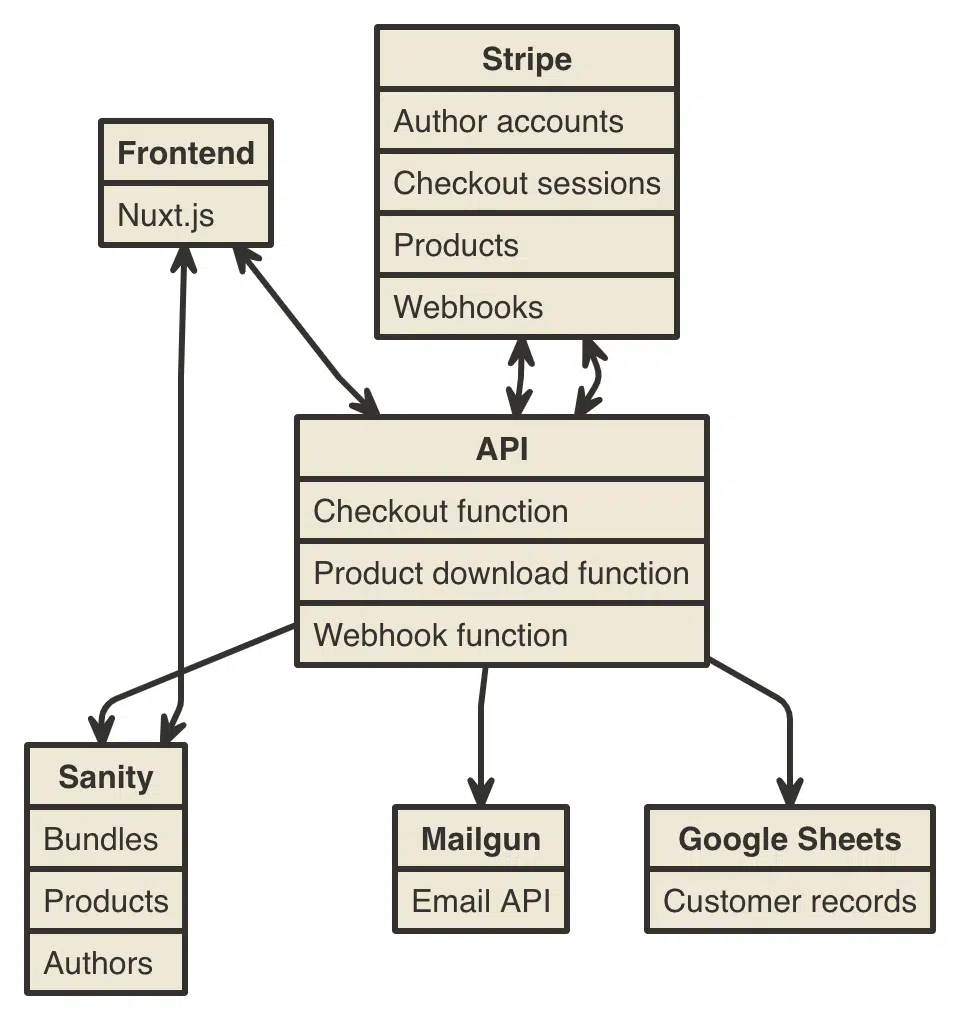 Stripe
Author accounts
Checkout sessions
Products
Webhooks
Frontend
Nuxt.js
API
Checkout function
Product download function
Webhook function
Sanity
Bundles
Products
Authors
Mailgun
Email API
Google Sheets
Customer records